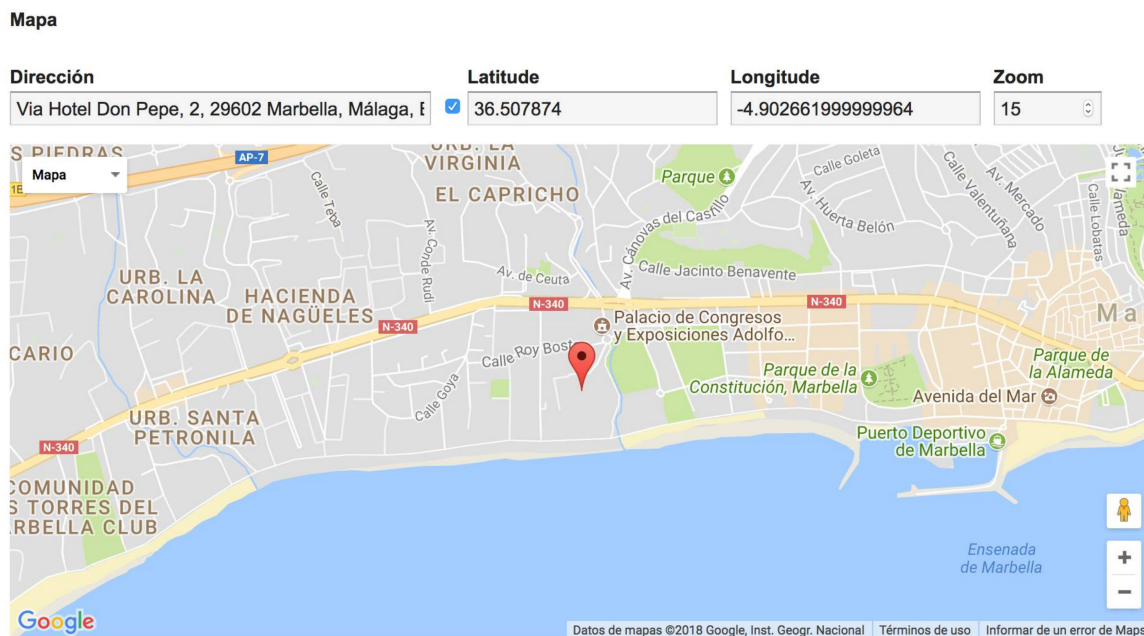 Mapa
Dirección
Latitude
Longitude
Zoom
Via Hotel Don Pepe, 2, 29602 Marbella, Málaga, E
36.507874
-4.902661999999964
15
S PIEDRAS
AP-7
URB. LA
VIRGINIA
Mapa
EL CAPRICHO
Calle Teba
Av. Conde Rudi
Parque
Av. Cánovas del Castillo
Calle Goleta
Av. Huerta Belón
Calle Valentuñana
Av. Mercado
Calle Lobatas
Alameda
URB. LA
CAROLINA
HACIENDA
DE NAGÜELES
Av. de Ceuta
Calle Jacinto Benavente
N-340
N-340
N-340
Palacio de Congresos
y Exposiciones Adolfo...
Ma
CARIO
Calle Roy Bost
Calle Goya
Parque de la
Constitución, Marbella
Parque de
la Alameda
Avenida del Mar
URB. SANTA
PETRONILA
N-340
Puerto Deportivo
de Marbella
COMUNIDAD
S TORRES DEL
RBELLA CLUB
Ensenada
de Marbella
+
−
Google
Datos de mapas ©2018 Google, Inst. Geogr. Nacional
Términos de uso
Informar de un error de Maps